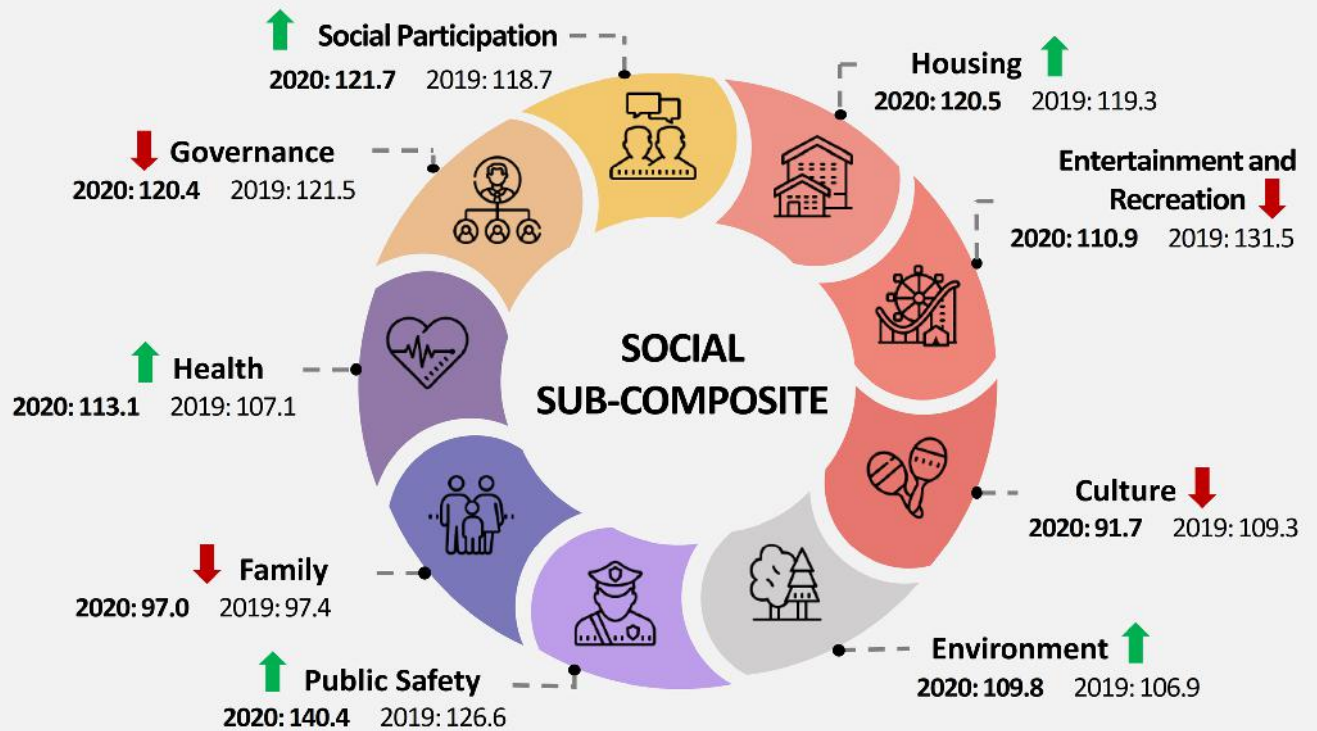 Social Participation
2020: 121.7 2019: 118.7
Housing
2020: 120.5 2019: 119.3
Governance
2020: 120.4 2019: 121.5
Entertainment and
Recreation
2020: 110.9 2019: 131.5
SOCIAL
SUB-COMPOSITE
Health
2020: 113.1 2019: 107.1
Culture
2020: 91.7 2019: 109.3
Family
2020: 97.0 2019: 97.4
Environment
2020: 109.8 2019: 106.9
Public Safety
2020: 140.4 2019: 126.6